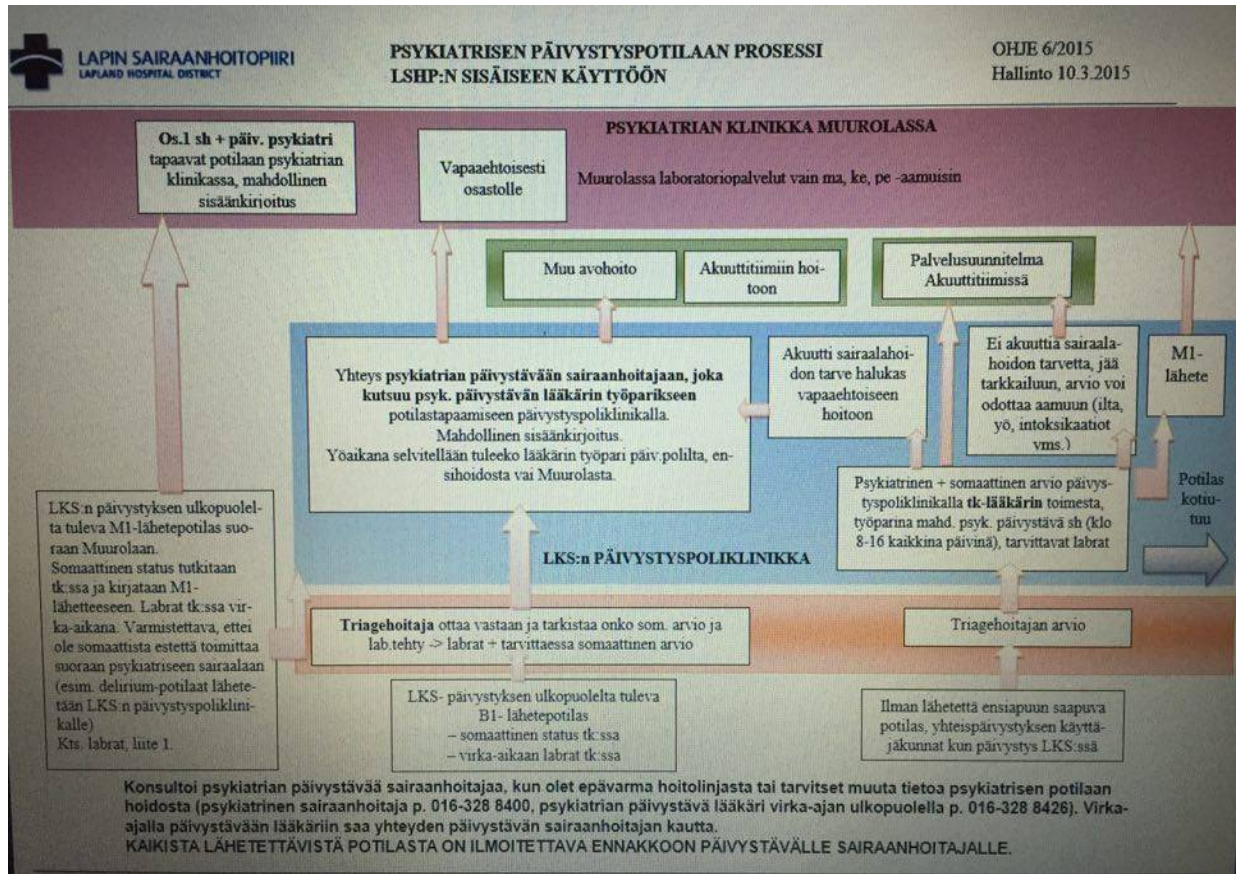 LAPIN SAIRAANHOITOPIIRI
LAPLAND HOSPITAL DISTRICT
PSYKIATRISEN PÄIVYSTYSPOTILAAN PROSESSI
LSHP:N SISÄISEEN KÄYTTÖÖN
OHJE 6/2015
Hallinto 10.3.2015
PSYKIATRIAN KLINIKKA MUUROLASSA
Os.1 sh + päiv. psykiatri
tapaavat potilaan psykiatrian
klinikassa, mahdollinen
sisäänkirjoitus
Vapaaehtoisesti
osastolle
Muurolassa laboratoriopalvelut vain ma, ke, pe -aamuisin
Muu avohoito
Akuuttitiimiin hoi-
toon
Palvelusuunnitelma
Akuuttitiimissä
Yhteys psykiatrian päivystävään sairaanhoitajaan, joka
kutsuu psyk. päivystävän lääkärin työparikseen
potilastapaamiseen päivystyspoliklinikalla.
Mahdollinen sisäänkirjoitus.
Yöaikana selvitellään tuleeko lääkärin työpari päiv.polilta, en-
sihoidosta vai Muurolasta.
Akuutti sairaalahoi-
don tarve halukas
vapaaehtoiseen
hoitoon
Ei akuuttia sairaala-
hoidon tarvetta, jää
tarkkailuun, arvio voi
odottaa aamuun (ilta,
yö, intoksikaatiot
vms.)
M1-
lähete
Psykiatrinen + somaattinen arvio päivys-
tyspoliklinikalla tk-lääkärin toimesta,
työparina mahd. psyk. päivystävä sh (klo
8-16 kaikkina päivinä), tarvittavat labrat
Potilas
kotiu-
tuu
LKS:n PÄIVYSTYSPOLIKLINIKKA
LKS:n päivystyksen ulkopuolel-
ta tuleva M1-lähetepotilas suo-
raan Muurolaan.
Somaattinen status tutkitaan
tk:ssa ja kirjataan M1-
lähetteeseen. Labrat tk:ssa vir-
ka-aikana. Varmistettava, ettei
ole somaattista estettä toimittaa
suoraan psykiatriseen sairaalaan
(esim. delirium-potilaat lähete-
tään LKS:n päivystyspoliklini-
kalle)
Kts. labrat, liite 1.
Triagehoitaja ottaa vastaan ja tarkistaa onko som. arvio ja
lab.tehty -> labrat + tarvittaessa somaattinen arvio
Triagehoitajan arvio
LKS- päivystyksen ulkopuolelta tuleva
B1- lähetepotilas
– somaattinen status tk:ssa
– virka-aikaan labrat tk:ssa
Ilman lähetettä ensiapuun saapuva
potilas, yhteispäivystyksen käyttä-
jäkunnat kun päivystys LKS:ssä
Konsultoi psykiatrian päivystävää sairaanhoitajaa, kun olet epävarma hoitolinjasta tai tarvitset muuta tietoa psykiatrisen potilaan
hoidosta (psykiatrinen sairaanhoitaja p. 016-328 8400, psykiatrian päivystävä lääkäri virka-ajan ulkopuolella p. 016-328 8426). Virka-
ajalla päivystävään lääkäriin saa yhteyden päivystävän sairaanhoitajan kautta.
KAIKISTA LÄHETETTÄVISTÄ POTILASTA ON ILMOITETTAVA ENNAKKOON PÄIVYSTÄVÄLLE SAIRAANHOITAJALLE.